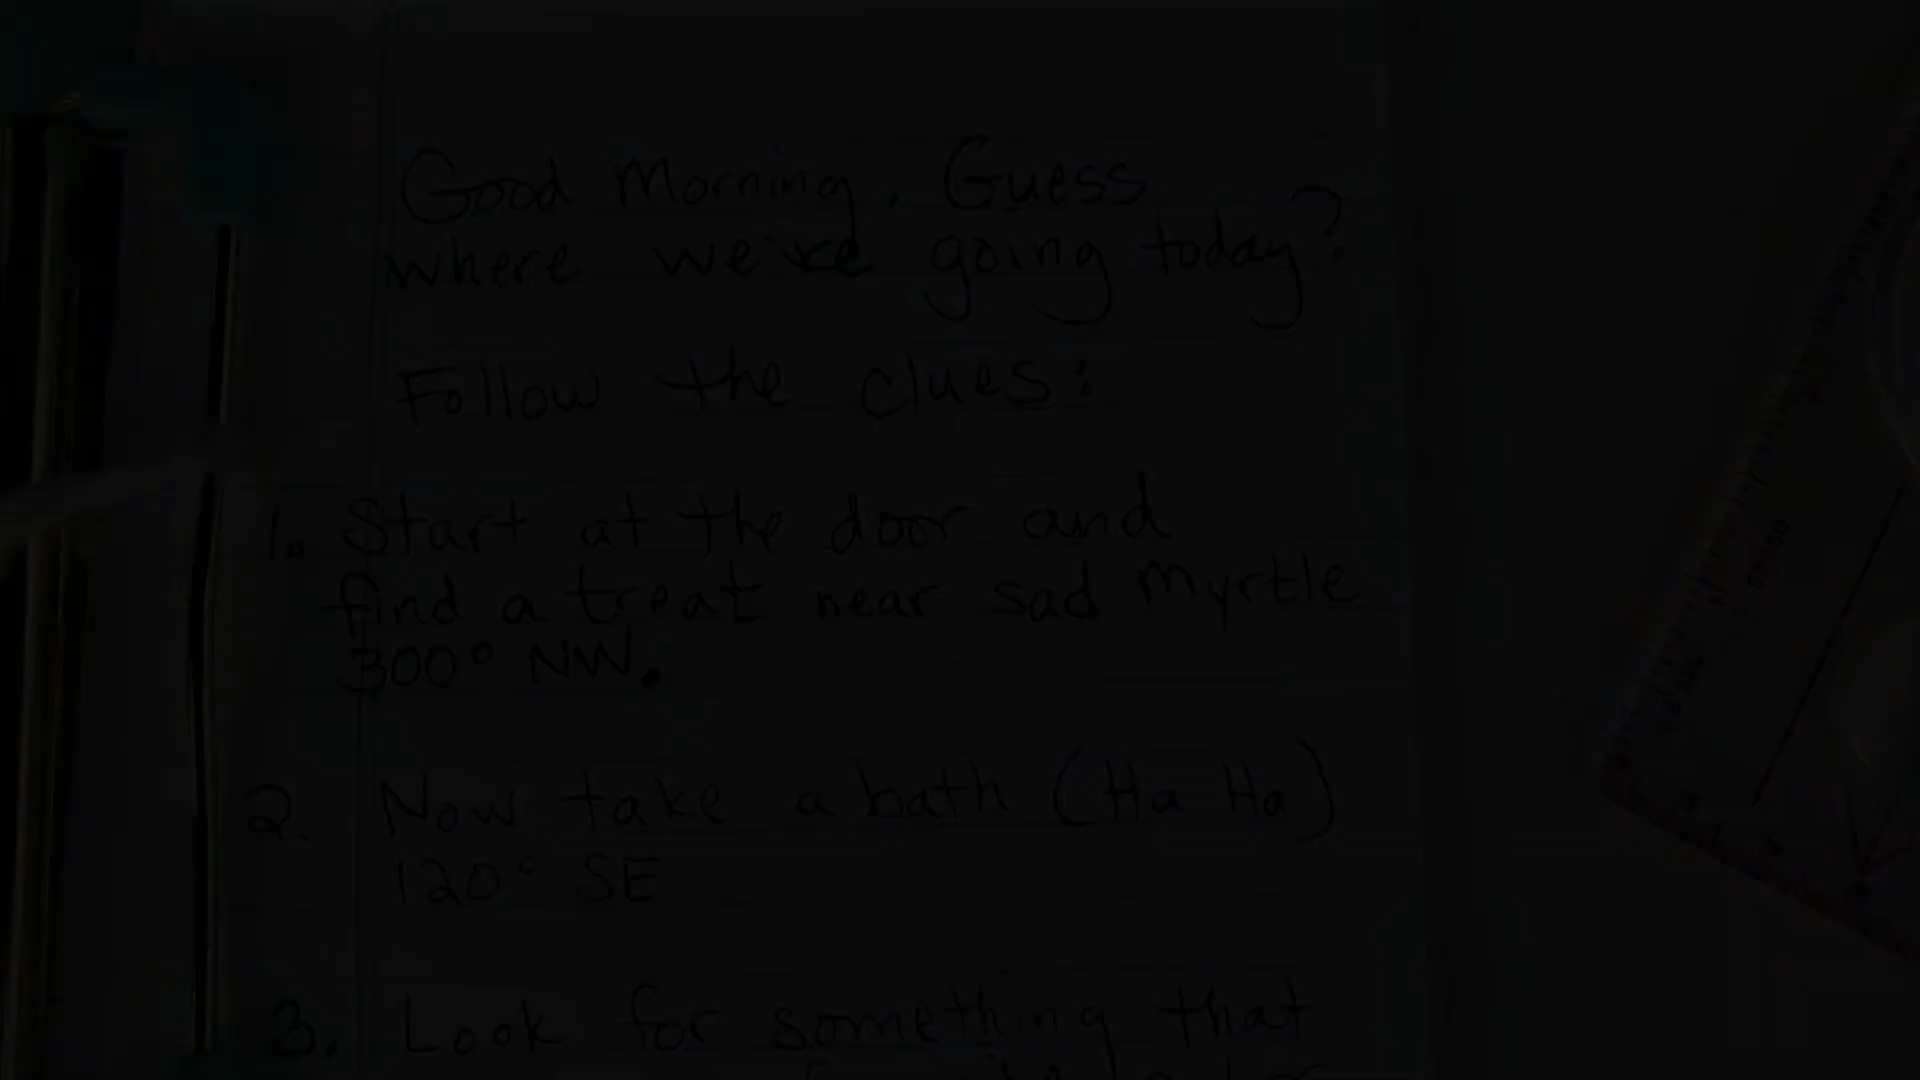 Good Morning. Guess
where we're going today?
Follow the clues:
1. Start at the door and
find a treat near sad Myrtle
300° NW.
2. Now take a bath (Ha Ha)
120° SE
3. Look for something that